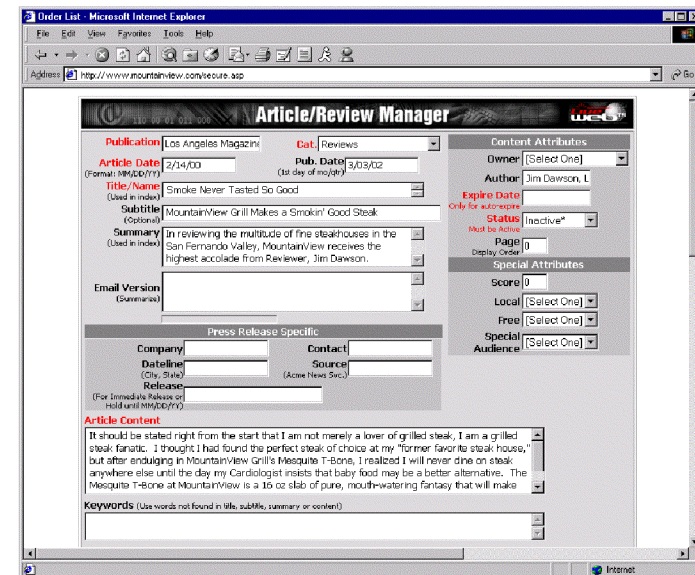 Order List - Microsoft Internet Explorer
File Edit View Favorites Tools Help
Address http://www.mountainview.com/secure.asp Go
110 00 01 011 000 Article/Review Manager web
Publication Los Angeles Magazin Cat. Reviews
Article Date 2/14/00 Pub. Date 3/03/02
(Format: MM/DD/YY) (1st day of mo/qtr)
Title/Name Smoke Never Tasted So Good
(Used in index)
Subtitle MountainView Grill Makes a Smokin' Good Steak
(Optional)
Summary In reviewing the multitude of fine steakhouses in the
(Used in index) San Fernando Valley, MountainView receives the
highest accolade from Reviewer, Jim Dawson.
Email Version
(Summarize)
Content Attributes
Owner [Select One]
Author Jim Dawson, L
Expire Date
Only for auto-expire
Status Inactive*
Must be Active
Page 0
Display Order
Special Attributes
Score 0
Local [Select One]
Free [Select One]
Special Audience [Select One]
Press Release Specific
Company Contact
Dateline Source
(City, State) (Acme News Svc.)
Release
(For Immediate Release or
Hold until MM/DD/YY)
Article Content
It should be stated right from the start that I am not merely a lover of grilled steak, I am a grilled
steak fanatic. I thought I had found the perfect steak of choice at my "former favorite steak house,"
but after endulging in MountainView Grill's Mesquite T-Bone, I realized I will never dine on steak
anywhere else until the day my Cardiologist insists that baby food may be a better alternative. The
Mesquite T-Bone at MountainView is a 16 oz slab of pure, mouth-watering fantasy that will make
Keywords (Use words not found in title, subtitle, summary or content)
Internet